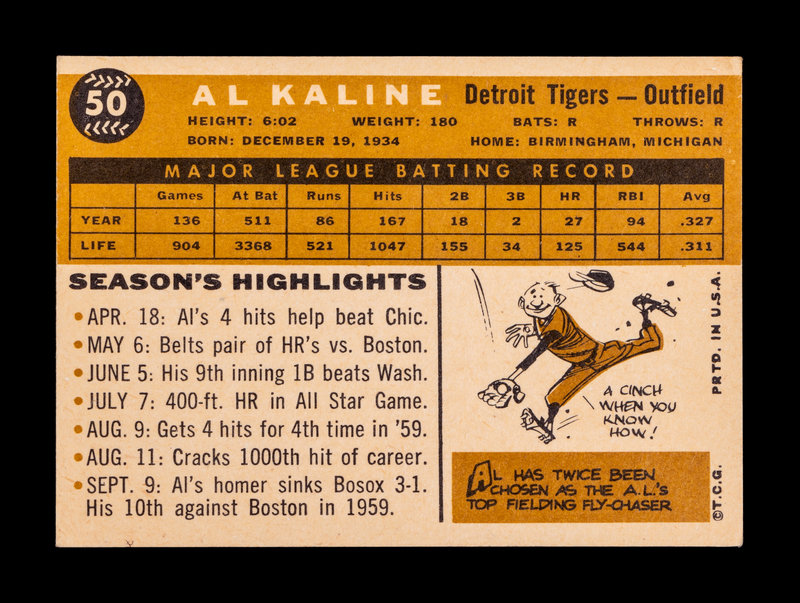 50
AL KALINE Detroit Tigers — Outfield
HEIGHT: 6:02 WEIGHT: 180 BATS: R THROWS: R
BORN: DECEMBER 19, 1934 HOME: BIRMINGHAM, MICHIGAN
MAJOR LEAGUE BATTING RECORD
Games At Bat Runs Hits 2B 3B HR RBI Avg
YEAR 136 511 86 167 18 2 27 94 .327
LIFE 904 3368 521 1047 155 34 125 544 .311
SEASON'S HIGHLIGHTS
• APR. 18: Al's 4 hits help beat Chic.
• MAY 6: Belts pair of HR's vs. Boston.
• JUNE 5: His 9th inning 1B beats Wash.
• JULY 7: 400-ft. HR in All Star Game.
• AUG. 9: Gets 4 hits for 4th time in '59.
• AUG. 11: Cracks 1000th hit of career.
• SEPT. 9: Al's homer sinks Bosox 3-1.
His 10th against Boston in 1959.
A CINCH
WHEN YOU
KNOW
HOW!
AL HAS TWICE BEEN
CHOSEN AS THE A.L.'S
TOP FIELDING FLY-CHASER
PRTD. IN U.S.A.
©T.C.G.